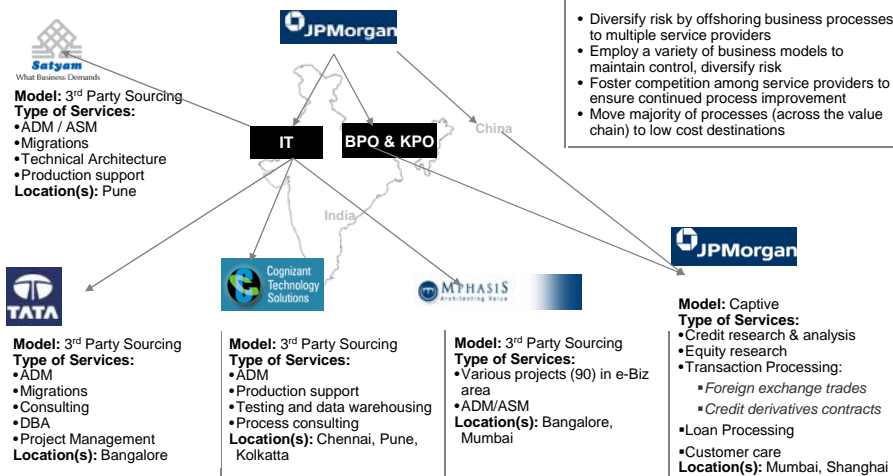 JPMorgan
• Diversify risk by offshoring business processes
to multiple service providers
• Employ a variety of business models to
maintain control, diversify risk
• Foster competition among service providers to
ensure continued process improvement
• Move majority of processes (across the value
chain) to low cost destinations
Satyam
What Business Demands
Model: 3rd Party Sourcing
Type of Services:
•ADM / ASM
•Migrations
•Technical Architecture
•Production support
Location(s): Pune
IT
BPO & KPO
China
India
TATA
Model: 3rd Party Sourcing
Type of Services:
•ADM
•Migrations
•Consulting
•DBA
•Project Management
Location(s): Bangalore
Cognizant
Technology
Solutions
Model: 3rd Party Sourcing
Type of Services:
•ADM
•Production support
•Testing and data warehousing
•Process consulting
Location(s): Chennai, Pune,
Kolkatta
MPHASIS
Architecting Value
Model: 3rd Party Sourcing
Type of Services:
•Various projects (90) in e-Biz
area
•ADM/ASM
Location(s): Bangalore,
Mumbai
JPMorgan
Model: Captive
Type of Services:
•Credit research & analysis
•Equity research
•Transaction Processing:
▪Foreign exchange trades
▪Credit derivatives contracts
▪Loan Processing
▪Customer care
Location(s): Mumbai, Shanghai